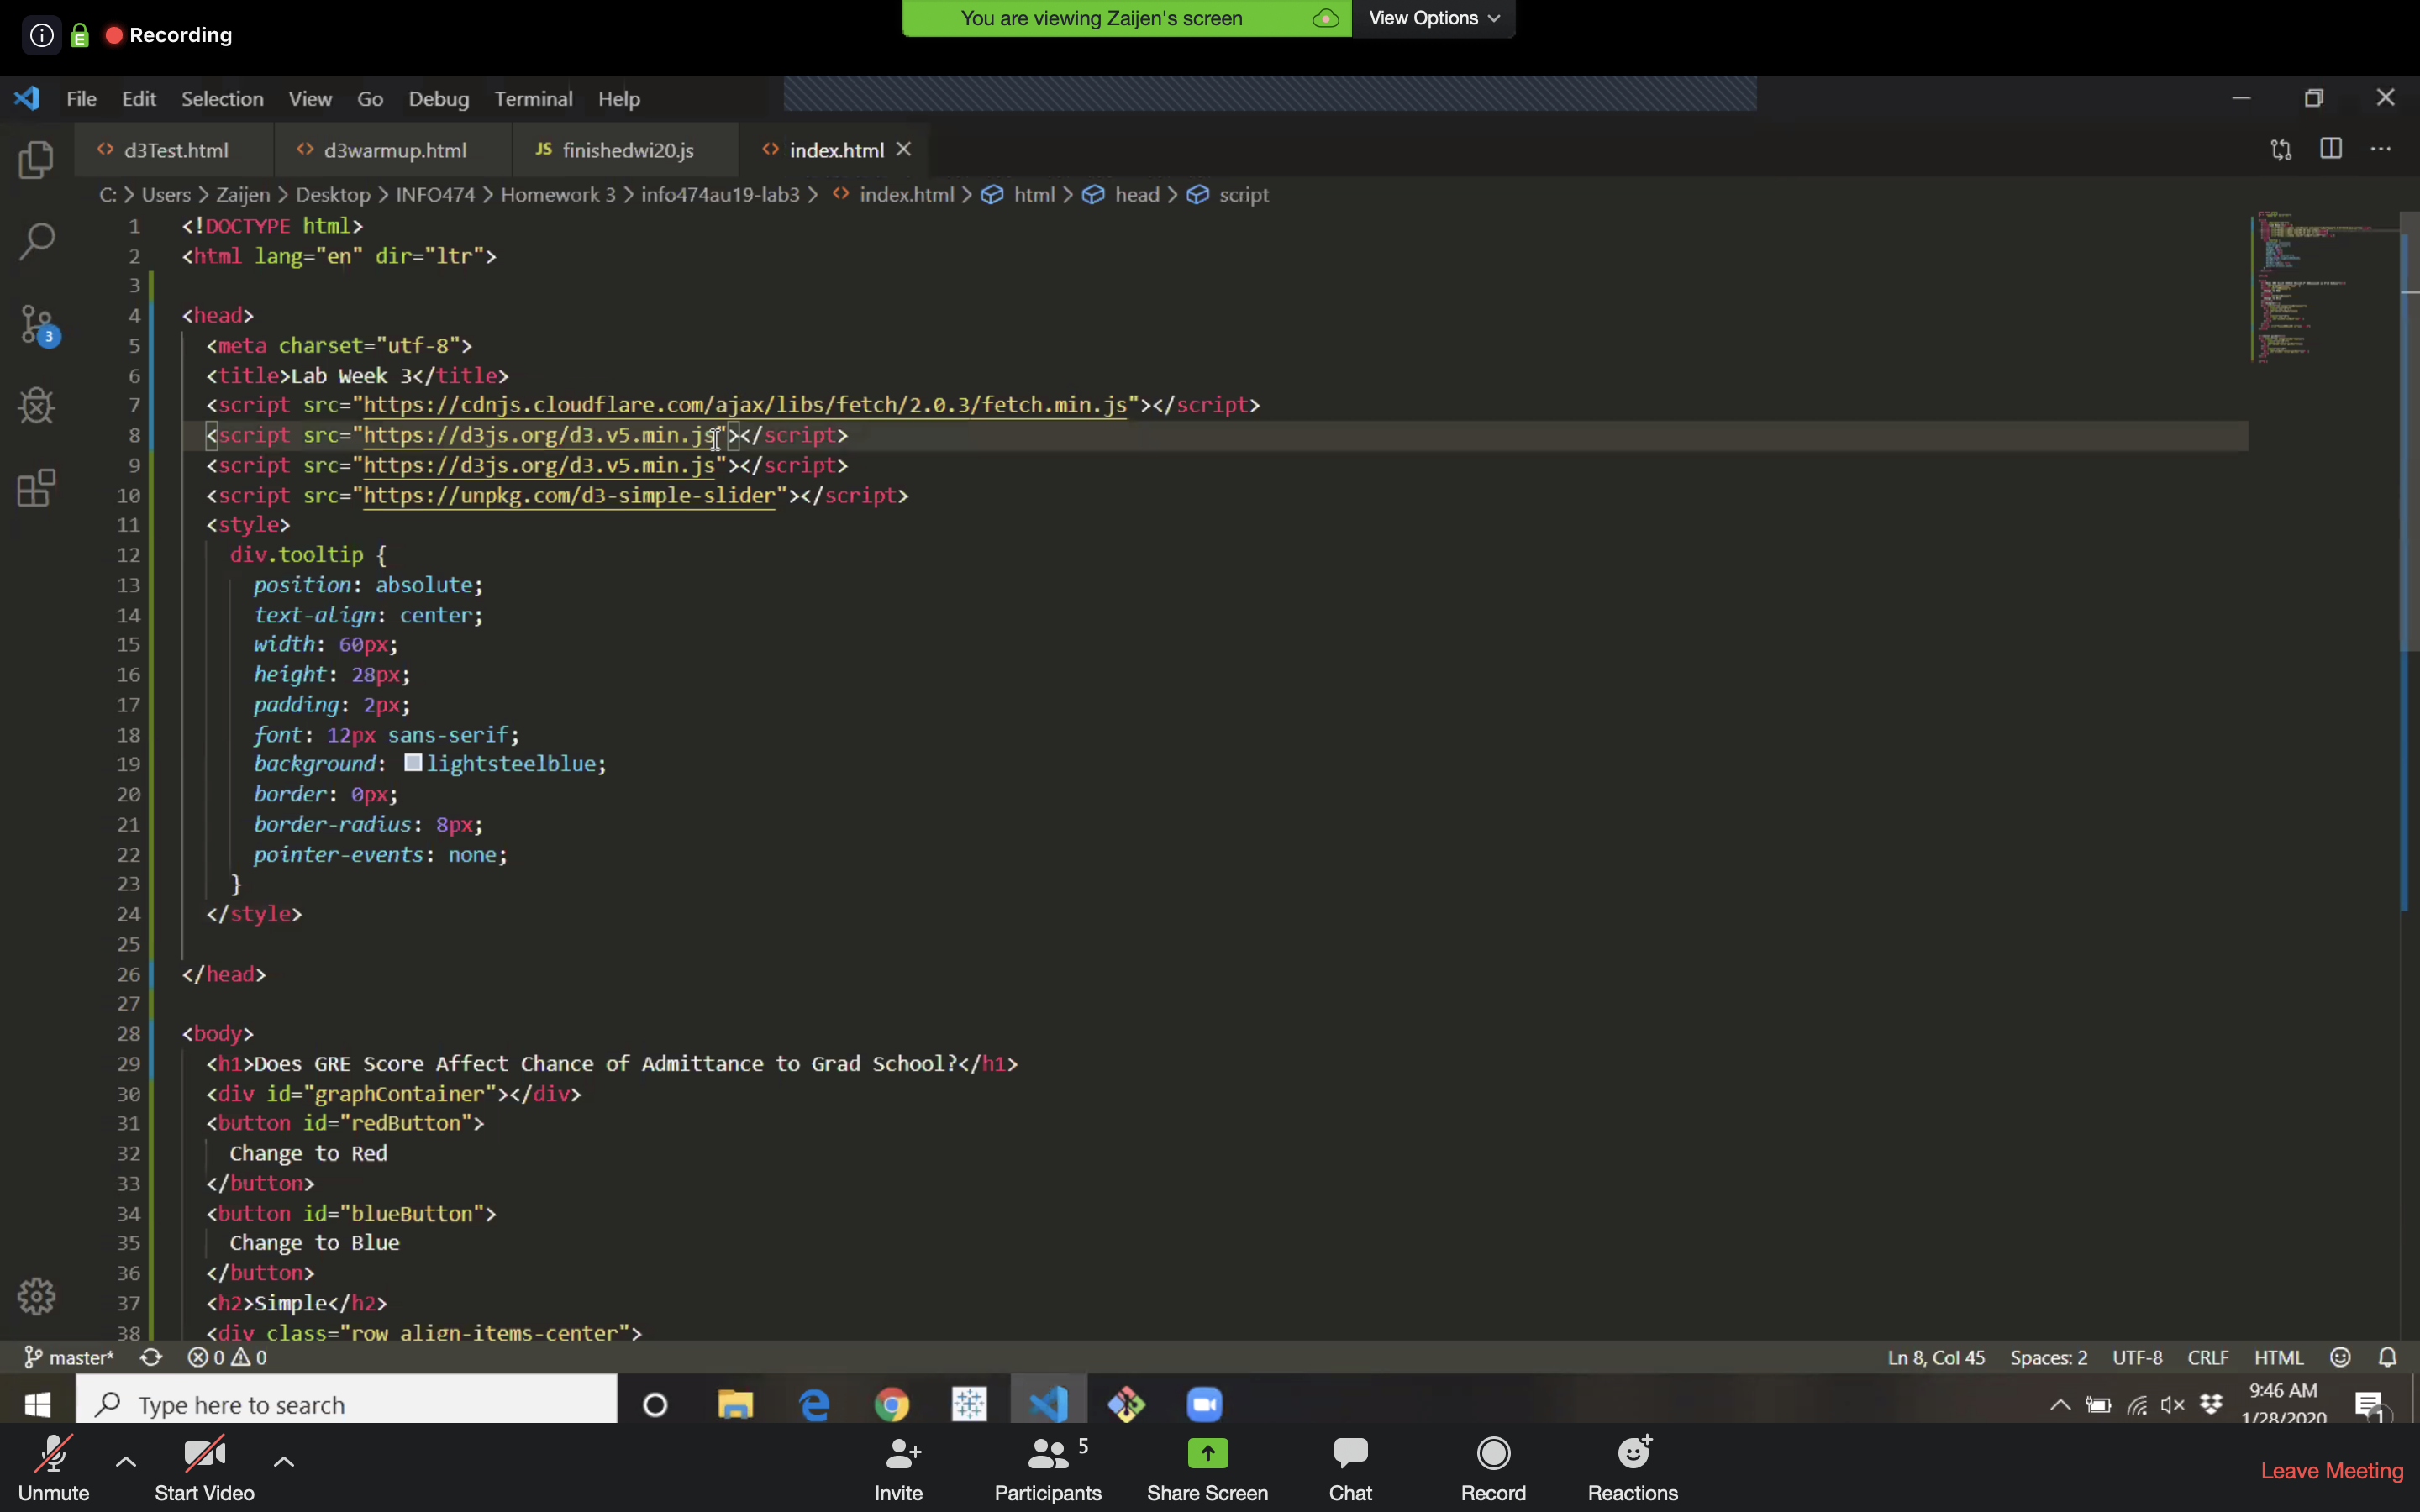 Recording
You are viewing Zaijen's screen
View Options
File Edit Selection View Go Debug Terminal Help
d3Test.html
d3warmup.html
JS finishedwi20.js
index.html
C: > Users > Zaijen > Desktop > INFO474 > Homework 3 > info474au19-lab3 > index.html > html > head > script
1 <!DOCTYPE html>
2 <html lang="en" dir="ltr">
3
4 <head>
5 <meta charset="utf-8">
6 <title>Lab Week 3</title>
7 <script src="https://cdnjs.cloudflare.com/ajax/libs/fetch/2.0.3/fetch.min.js"></script>
8 <script src="https://d3js.org/d3.v5.min.js"></script>
9 <script src="https://d3js.org/d3.v5.min.js"></script>
10 <script src="https://unpkg.com/d3-simple-slider"></script>
11 <style>
12 div.tooltip {
13 position: absolute;
14 text-align: center;
15 width: 60px;
16 height: 28px;
17 padding: 2px;
18 font: 12px sans-serif;
19 background: lightsteelblue;
20 border: 0px;
21 border-radius: 8px;
22 pointer-events: none;
23 }
24 </style>
25
26 </head>
27
28 <body>
29 <h1>Does GRE Score Affect Chance of Admittance to Grad School?</h1>
30 <div id="graphContainer"></div>
31 <button id="redButton">
32 Change to Red
33 </button>
34 <button id="blueButton">
35 Change to Blue
36 </button>
37 <h2>Simple</h2>
38 <div class="row align-items-center">
3
master* 0 0
Ln 8, Col 45 Spaces: 2 UTF-8 CRLF HTML
Type here to search
9:46 AM
1/28/2020
1
Unmute
Start Video
Invite
5
Participants
Share Screen
Chat
Record
Reactions
Leave Meeting